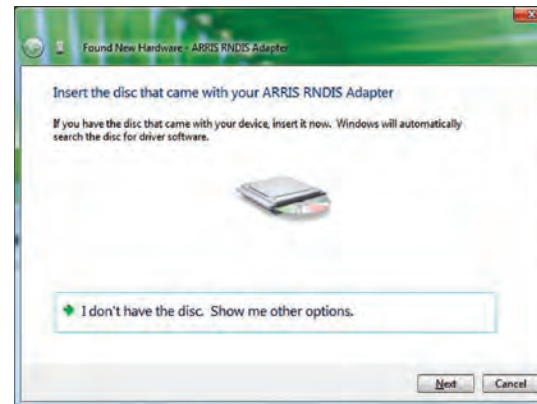 Found New Hardware - ARRIS RNDIS Adapter
Insert the disc that came with your ARRIS RNDIS Adapter
If you have the disc that came with your device, insert it now. Windows will automatically
search the disc for driver software.
I don't have the disc. Show me other options.
Next Cancel